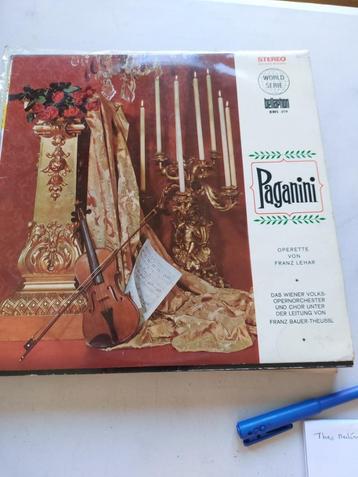 STEREO
WORLD
SERIE
bellaphon
Paganini
OPERETTE
VON
FRANZ LEHAR
DAS WIENER VOLKS-
OPERNORCHESTER
UND CHOR UNTER
DER LEITUNG VON
FRANZ BAUER-THEUSSL